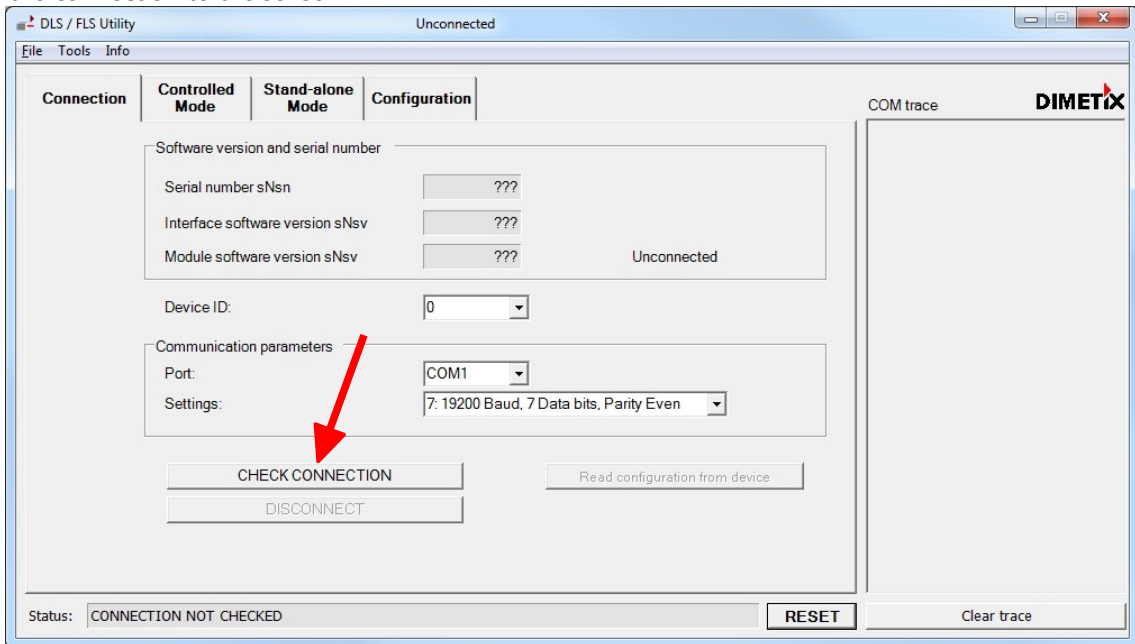 DLS / FLS Utility Unconnected
File Tools Info
Connection
Controlled Mode
Stand-alone Mode
Configuration
COM trace
DIMETIX
Software version and serial number
Serial number sNsn ???
Interface software version sNsv ???
Module software version sNsv ??? Unconnected
Device ID: 0
Communication parameters
Port: COM1
Settings: 7: 19200 Baud, 7 Data bits, Parity Even
CHECK CONNECTION
Read configuration from device
DISCONNECT
Status: CONNECTION NOT CHECKED
RESET
Clear trace